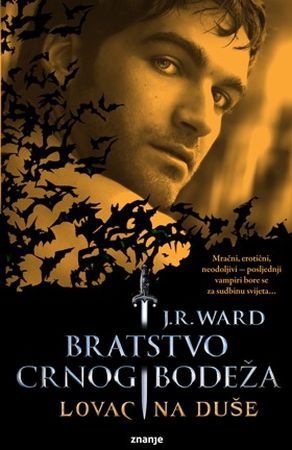 Mračni, erotični,
neodoljivi – posljednji
vampiri bore se
za sudbinu svijeta...
J.R. WARD
BRATSTVO
CRNOG BODEŽA
LOVAC NA DUŠE
znanje